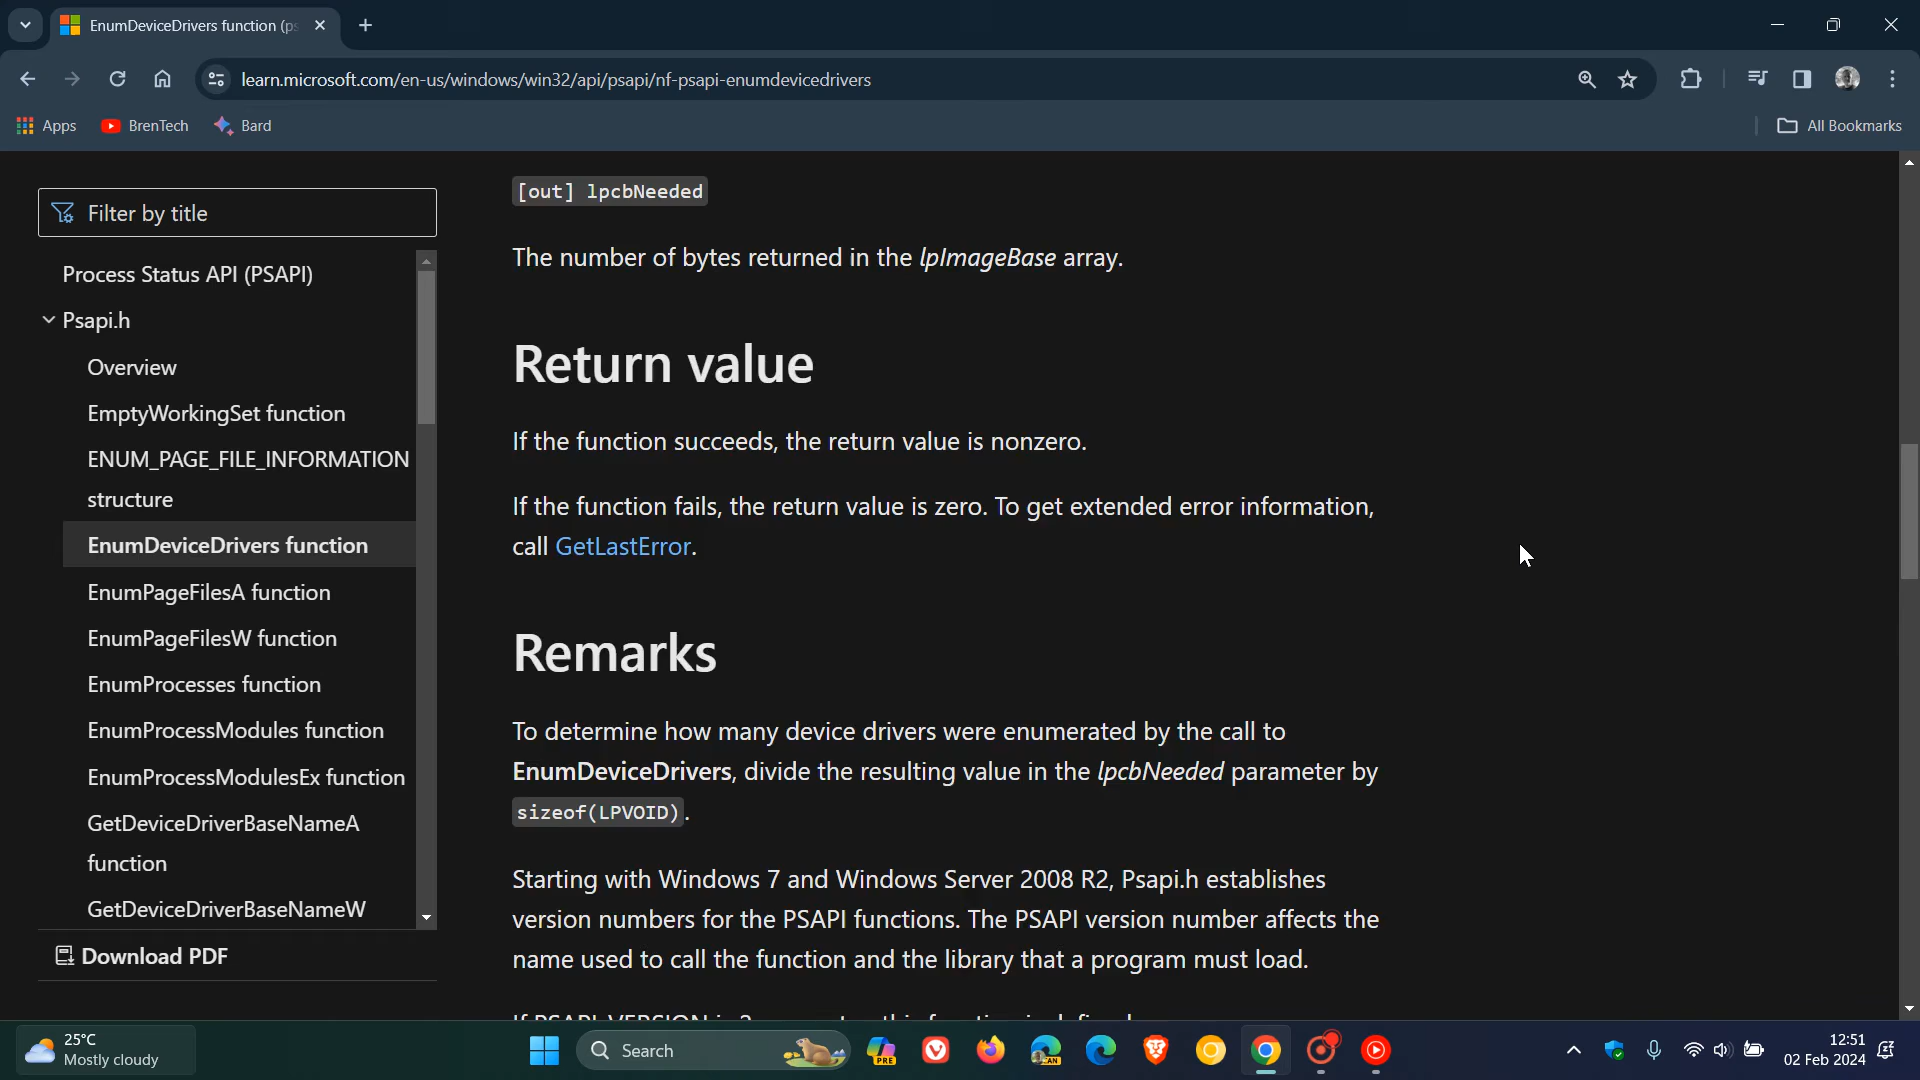 EnumDeviceDrivers function (ps
learn.microsoft.com/en-us/windows/win32/api/psapi/nf-psapi-enumdevicedrivers
Apps
BrenTech
Bard
All Bookmarks
Filter by title
Process Status API (PSAPI)
Psapi.h
Overview
EmptyWorkingSet function
ENUM_PAGE_FILE_INFORMATION
structure
EnumDeviceDrivers function
EnumPageFilesA function
EnumPageFilesW function
EnumProcesses function
EnumProcessModules function
EnumProcessModulesEx function
GetDeviceDriverBaseNameA
function
GetDeviceDriverBaseNameW
Download PDF
[out] lpcbNeeded
The number of bytes returned in the lpImageBase array.
Return value
If the function succeeds, the return value is nonzero.
If the function fails, the return value is zero. To get extended error information,
call GetLastError.
Remarks
To determine how many device drivers were enumerated by the call to
EnumDeviceDrivers, divide the resulting value in the lpcbNeeded parameter by
sizeof(LPVOID).
Starting with Windows 7 and Windows Server 2008 R2, Psapi.h establishes
version numbers for the PSAPI functions. The PSAPI version number affects the
name used to call the function and the library that a program must load.
25°C
Mostly cloudy
Search
PRE
CAN
12:51
02 Feb 2024